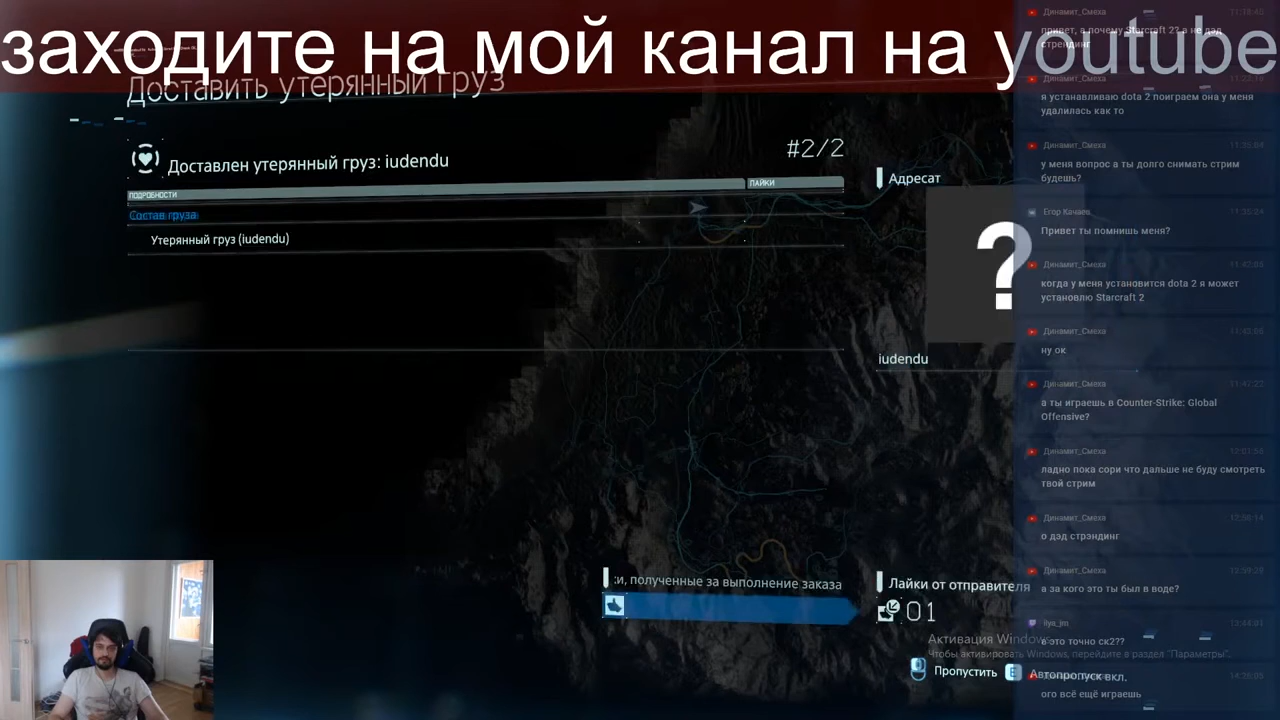 заходите на мой канал на youtube
Доставить утерянный груз
Доставлен утерянный груз: iudendu
#2/2
ПОДРОБНОСТИ
ЛАЙКИ
Состав груза:
Утерянный груз (iudendu)
Адресат
?
iudendu
:и, полученные за выполнение заказа
Лайки от отправителя
01
Активация Windows
Чтобы активировать Windows, перейдите в раздел "Параметры".
Пропустить
Автопропуск вкл.
Динамит_Смеха
привет, а почему Starcraft 2? а не дэд
стрендинг
Динамит_Смеха
я устанавливаю dota 2 поиграем она у меня
удалилась как то
Динамит_Смеха
у меня вопрос а ты долго снимать стрим
будешь?
Егор Качаев
Привет ты помнишь меня?
Динамит_Смеха
когда у меня установится dota 2 я может
установлю Starcraft 2
Динамит_Смеха
ну ок
Динамит_Смеха
а ты играешь в Counter-Strike: Global
Offensive?
Динамит_Смеха
ладно пока сори что дальше не буду смотреть
твой стрим
Динамит_Смеха
о дэд стрэндинг
Динамит_Смеха
а за кого это ты был в воде?
ilya_jm
а это точно ск2??
ого всё ещё играешь